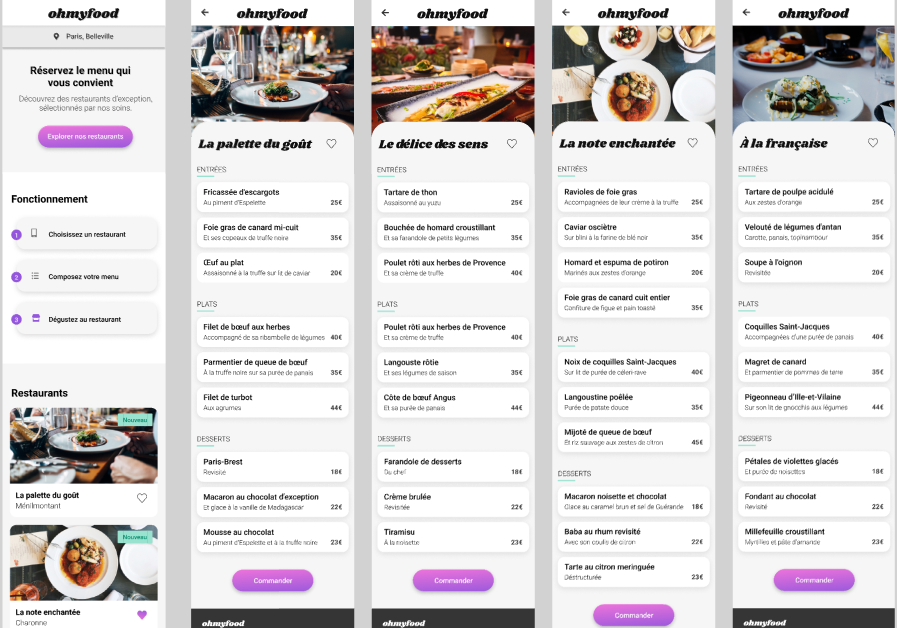 ohmyfood
Paris, Belleville
Réservez le menu qui
vous convient
Découvrez des restaurants d'exception,
sélectionnés par nos soins.
Explorer nos restaurants
Fonctionnement
1 Choisissez un restaurant
2 Composez votre menu
3 Dégustez au restaurant
Restaurants
Nouveau
La palette du goût
Ménilmontant
Nouveau
La note enchantée
Charonne
ohmyfood
La palette du goût
ENTRÉES
Fricassée d'escargots
Au piment d'Espelette 25€
Foie gras de canard mi-cuit
Et ses copeaux de truffe noire 35€
Œuf au plat
Assaisonné à la truffe sur lit de caviar 20€
PLATS
Filet de bœuf aux herbes
Accompagné de sa ribambelle de légumes 40€
Parmentier de queue de bœuf
À la truffe noire sur sa purée de panais 35€
Filet de turbot
Aux agrumes 44€
DESSERTS
Paris-Brest
Revisité 18€
Macaron au chocolat d'exception
Et glace à la vanille de Madagascar 22€
Mousse au chocolat
Au piment d'Espelette et à la truffe noire 23€
Commander
ohmyfood
ohmyfood
Le délice des sens
ENTRÉES
Tartare de thon
Assaisonné au yuzu 25€
Bouchée de homard croustillant
Et sa farandole de petits légumes 35€
Poulet rôti aux herbes de Provence
Et sa crème de truffe 40€
PLATS
Poulet rôti aux herbes de Provence
Et sa crème de truffe 40€
Langouste rôtie
Et ses légumes de saison 35€
Côte de bœuf Angus
Et sa purée de panais 44€
DESSERTS
Farandole de desserts
Du chef 18€
Crème brulée
Revisitée 22€
Tiramisu
À la noisette 23€
Commander
ohmyfood
ohmyfood
La note enchantée
ENTRÉES
Ravioles de foie gras
Accompagnées de leur crème à la truffe 25€
Caviar osciètre
Sur blini à la farine de blé noir 35€
Homard et espuma de potiron
Marinés aux zestes d'orange 20€
Foie gras de canard cuit entier
Confiture de figue et pain toasté 35€
PLATS
Noix de coquilles Saint-Jacques
Sur lit de purée de céleri-rave 40€
Langoustine poêlée
Purée de patate douce 35€
Mijoté de queue de bœuf
Et riz sauvage aux zestes de citron 45€
DESSERTS
Macaron noisette et chocolat
Glace au caramel brun et sel de Guérande 18€
Baba au rhum revisité
Avec son coulis de citron 22€
Tarte au citron meringuée
Déstructurée 23€
Commander
ohmyfood
À la française
ENTRÉES
Tartare de poulpe acidulé
Aux zestes d'orange 25€
Velouté de légumes d'antan
Carotte, panais, topinambour 35€
Soupe à l'oignon
Revisitée 20€
PLATS
Coquilles Saint-Jacques
Accompagnées d'une purée de panais 40€
Magret de canard
Et parmentier de pommes de terre 35€
Pigeonneau d'Ille-et-Vilaine
Sur son lit de gnocchis aux légumes 44€
DESSERTS
Pétales de violettes glacés
Et purée de noisettes 18€
Fondant au chocolat
Revisité 22€
Millefeuille croustillant
Myrtilles et pâte d'amande 23€
Commander
ohmyfood